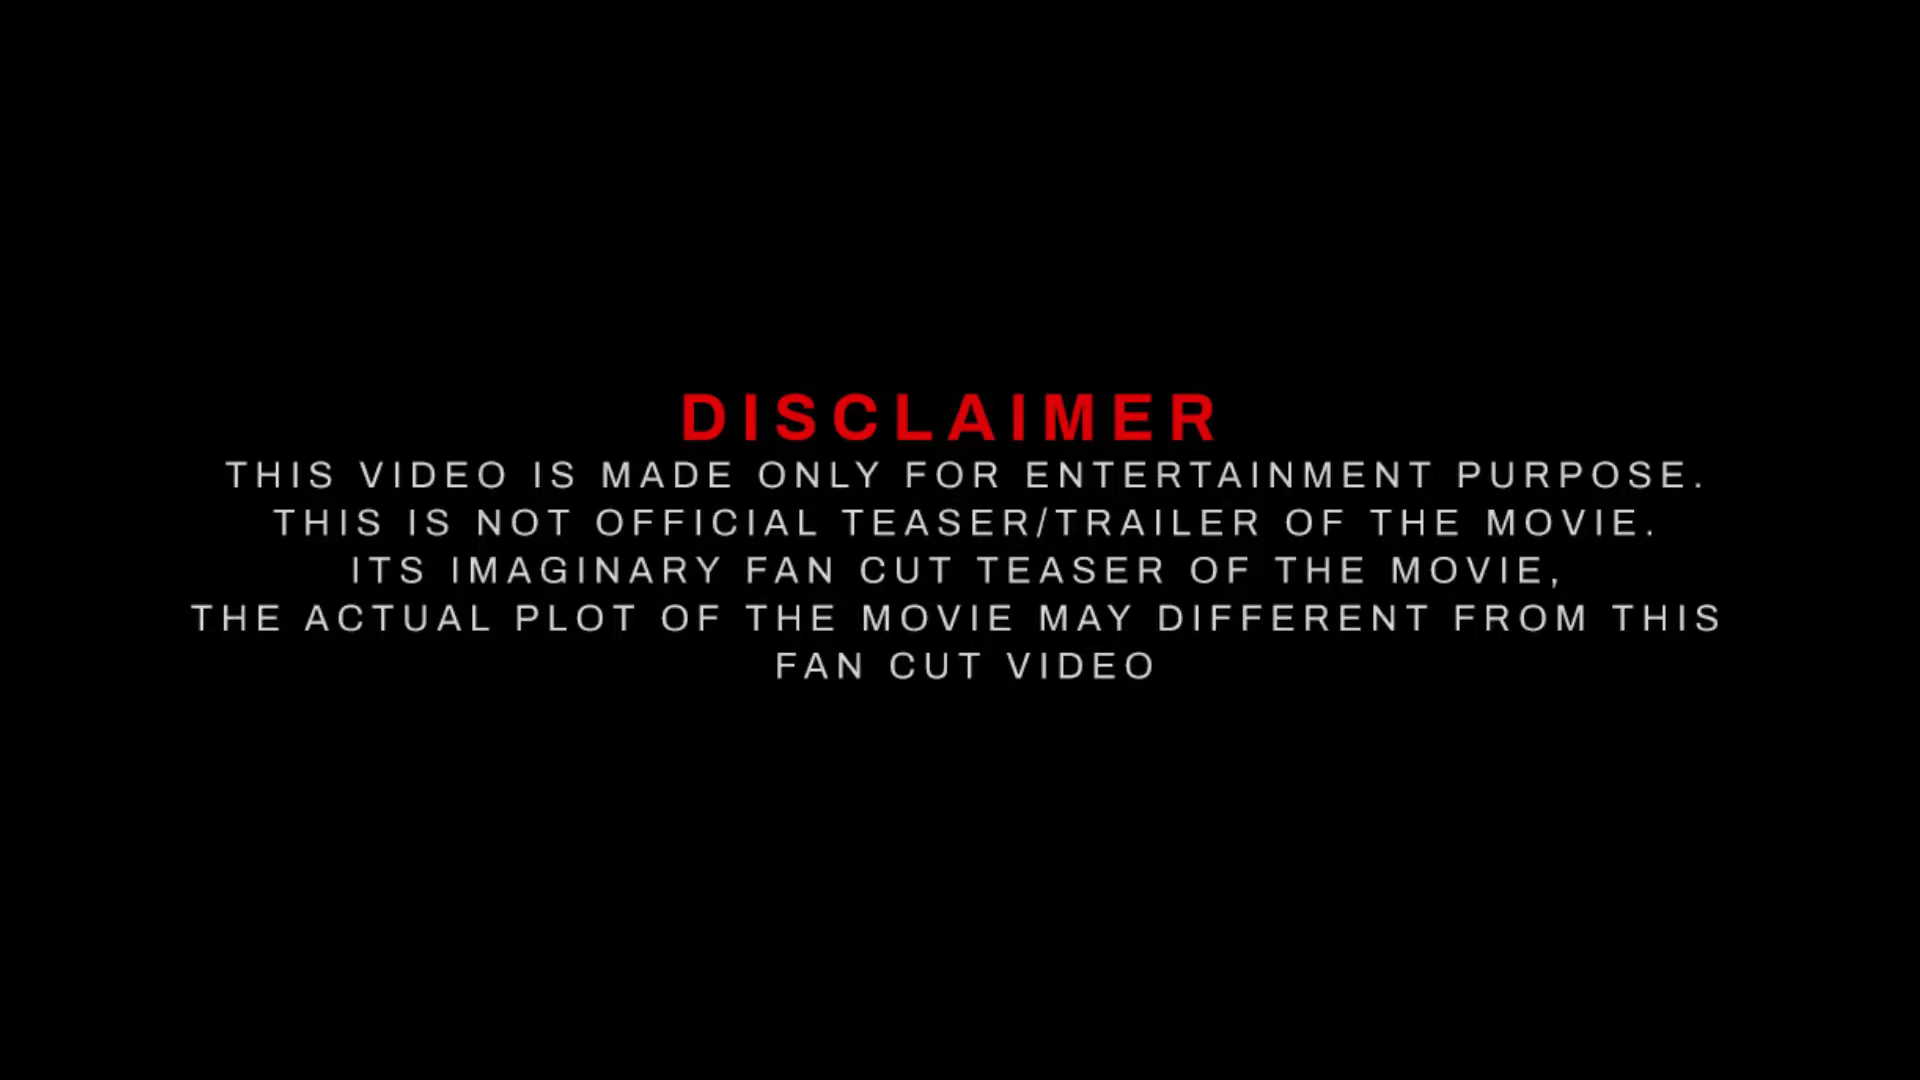 DISCLAIMER
THIS VIDEO IS MADE ONLY FOR ENTERTAINMENT PURPOSE.
THIS IS NOT OFFICIAL TEASER/TRAILER OF THE MOVIE.
ITS IMAGINARY FAN CUT TEASER OF THE MOVIE,
THE ACTUAL PLOT OF THE MOVIE MAY DIFFERENT FROM THIS
FAN CUT VIDEO